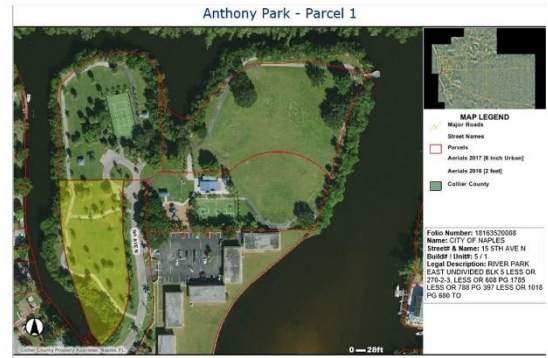 Anthony Park - Parcel 1
MAP LEGEND
Major Roads
Street Names
Parcels
Aerials 2017 [6 Inch Urban]
Aerials 2016 [2 feet]
Collier County
Folio Number: 18163520008
Name: CITY OF NAPLES
Street# & Name: 15 5TH AVE N
Build# / Unit#: 5 / 1
Legal Description: RIVER PARK
EAST UNDIVIDED BLK 5 LESS OR
270-2-3, LESS OR 608 PG 1785
LESS OR 788 PG 397 LESS OR 1018
PG 680 TO
Collier County Property Appraiser, Naples, FL
0 28ft